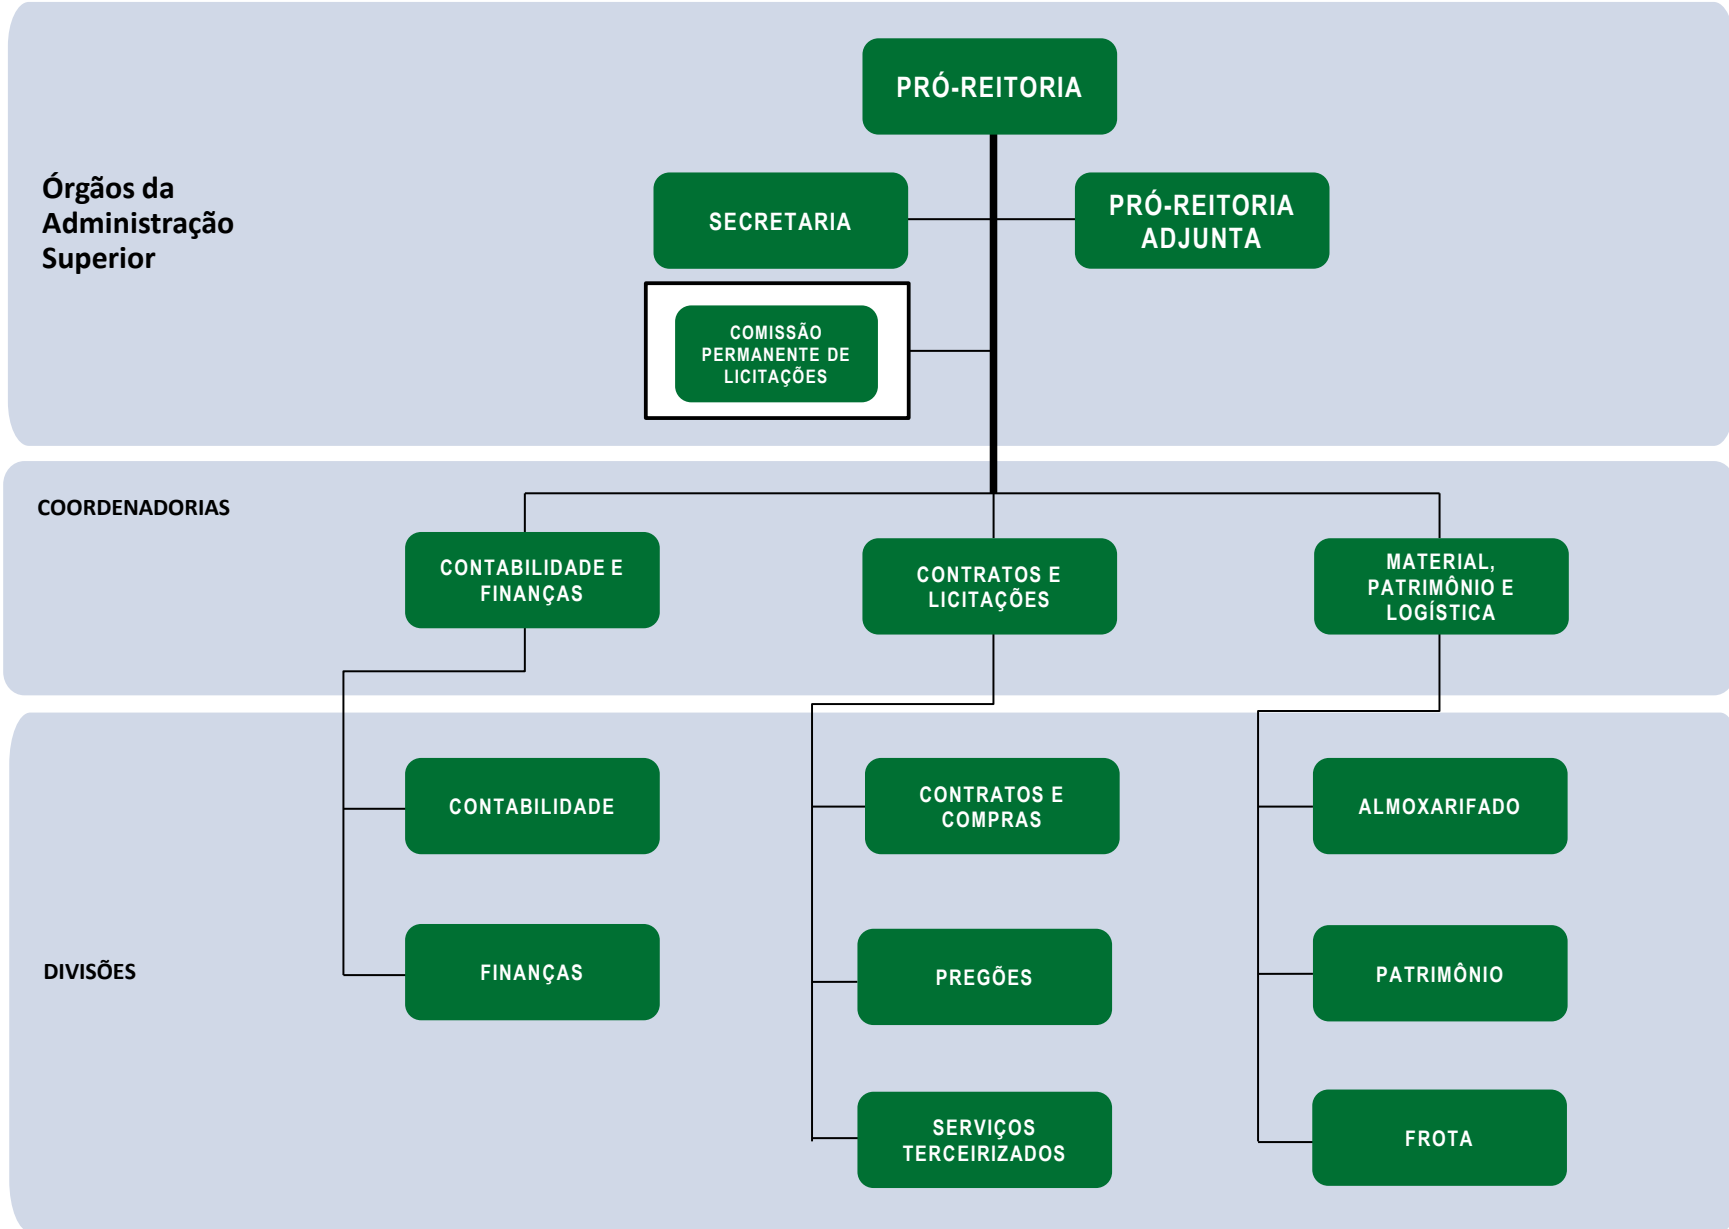 PRÓ-REITORIA
Órgãos da
Administração
Superior
SECRETARIA
PRÓ-REITORIA
ADJUNTA
COMISSÃO
PERMANENTE DE
LICITAÇÕES
COORDENADORIAS
CONTABILIDADE E
FINANÇAS
CONTRATOS E
LICITAÇÕES
MATERIAL,
PATRIMÔNIO E
LOGÍSTICA
CONTABILIDADE
CONTRATOS E
COMPRAS
ALMOXARIFADO
DIVISÕES
FINANÇAS
PREGÕES
PATRIMÔNIO
SERVIÇOS
TERCEIRIZADOS
FROTA